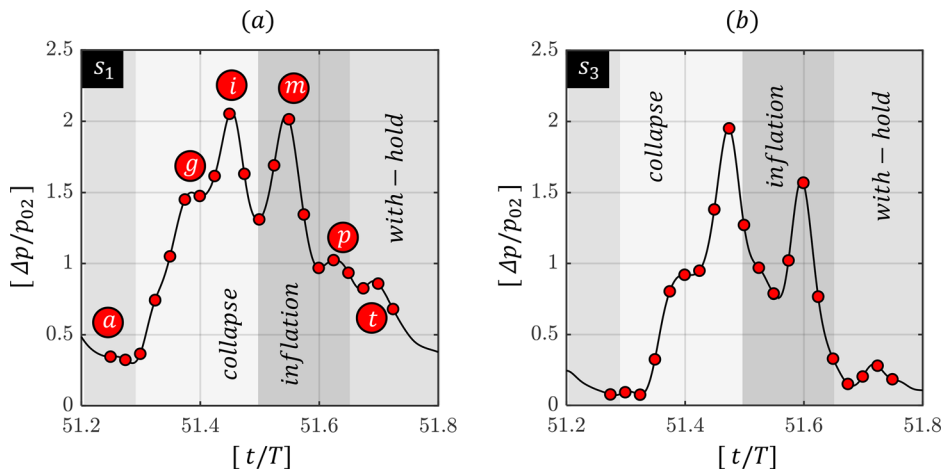 (a)
(b)
s1
s3
2.5
2
1.5
1
0.5
0
[ Δp/p02 ]
a
g
i
m
p
t
collapse
inflation
with−hold
51.2
51.4
51.6
51.8
[ t/T ]
2.5
2
1.5
1
0.5
0
[ Δp/p02 ]
collapse
inflation
with−hold
51.2
51.4
51.6
51.8
[ t/T ]